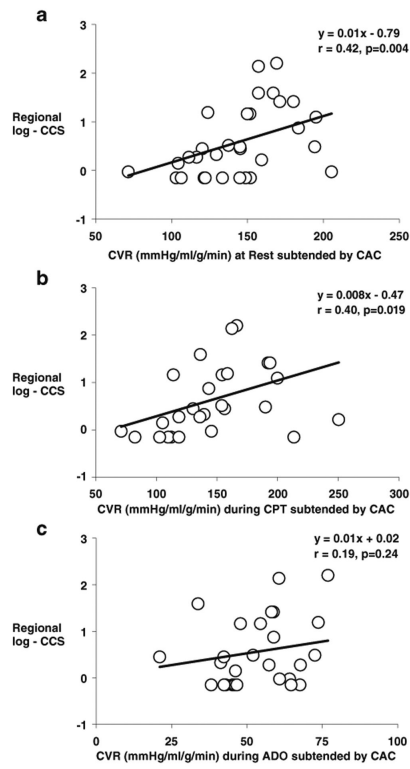 a
3
y = 0.01x - 0.79
r = 0.42, p=0.004
2
Regional
log - CCS
1
0
-1
50 100 150 200 250
CVR (mmHg/ml/g/min) at Rest subtended by CAC
b
3
y = 0.008x - 0.47
r = 0.40, p=0.019
2
Regional
log - CCS
1
0
-1
50 100 150 200 250 300
CVR (mmHg/ml/g/min) during CPT subtended by CAC
c
3
y = 0.01x + 0.02
r = 0.19, p=0.24
2
Regional
log - CCS
1
0
-1
0 25 50 75 100
CVR (mmHg/ml/g/min) during ADO subtended by CAC